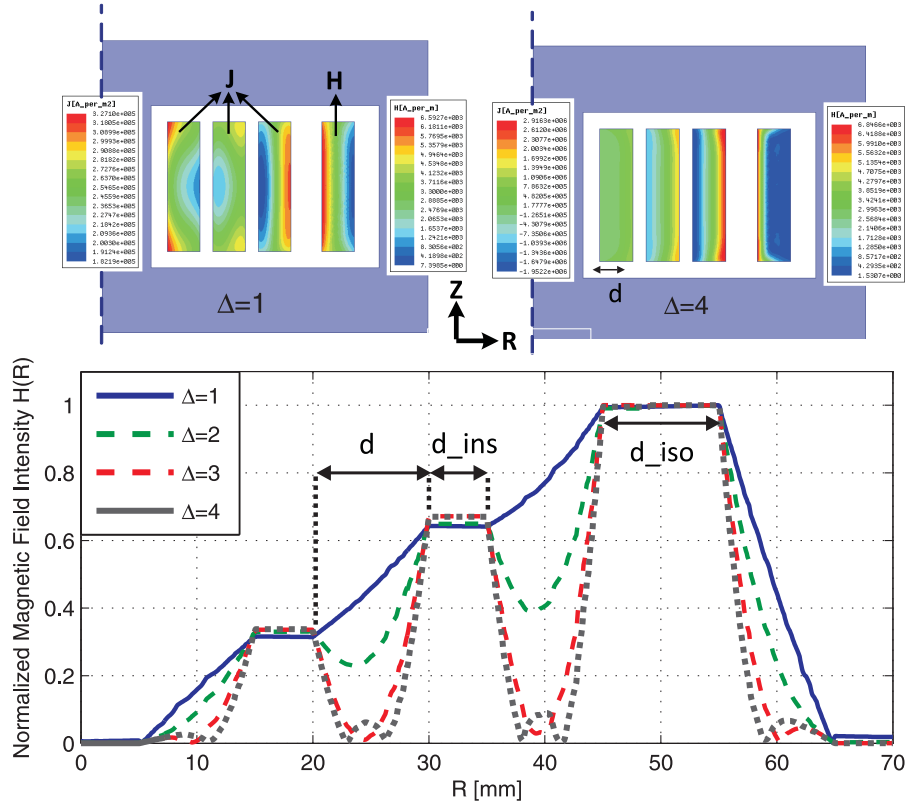 J
H
J[A_per_m2]
3.2710e+005
3.1805e+005
3.0899e+005
2.9993e+005
2.9088e+005
2.8182e+005
2.7276e+005
2.6370e+005
2.5465e+005
2.4559e+005
2.3653e+005
2.2747e+005
2.1842e+005
2.0936e+005
2.0030e+005
1.9124e+005
1.8219e+005
H[A_per_m]
6.5927e+003
6.1811e+003
5.7695e+003
5.3579e+003
4.9464e+003
4.5348e+003
4.1232e+003
3.7116e+003
3.3000e+003
2.8885e+003
2.4769e+003
2.0653e+003
1.6537e+003
1.2421e+003
8.3056e+002
4.1898e+002
7.3985e+000
Δ=1
J[A_per_m2]
2.9163e+006
2.6120e+006
2.3077e+006
2.0034e+006
1.6992e+006
1.3949e+006
1.0906e+006
7.8632e+005
4.8205e+005
1.7777e+005
-1.2651e+005
-4.3079e+005
-7.3506e+005
-1.0393e+006
-1.3436e+006
-1.6479e+006
-1.9522e+006
H[A_per_m]
6.8466e+003
6.4188e+003
5.9910e+003
5.5632e+003
5.1354e+003
4.7075e+003
4.2797e+003
3.8519e+003
3.4241e+003
2.9963e+003
2.5684e+003
2.1406e+003
1.7128e+003
1.2850e+003
8.5717e+002
4.2935e+002
1.5307e+000
d
Δ=4
Z
R
Normalized Magnetic Field Intensity H(R)
1
0.8
0.6
0.4
0.2
0
Δ=1
Δ=2
Δ=3
Δ=4
d
d_ins
d_iso
0 10 20 30 40 50 60 70
R [mm]